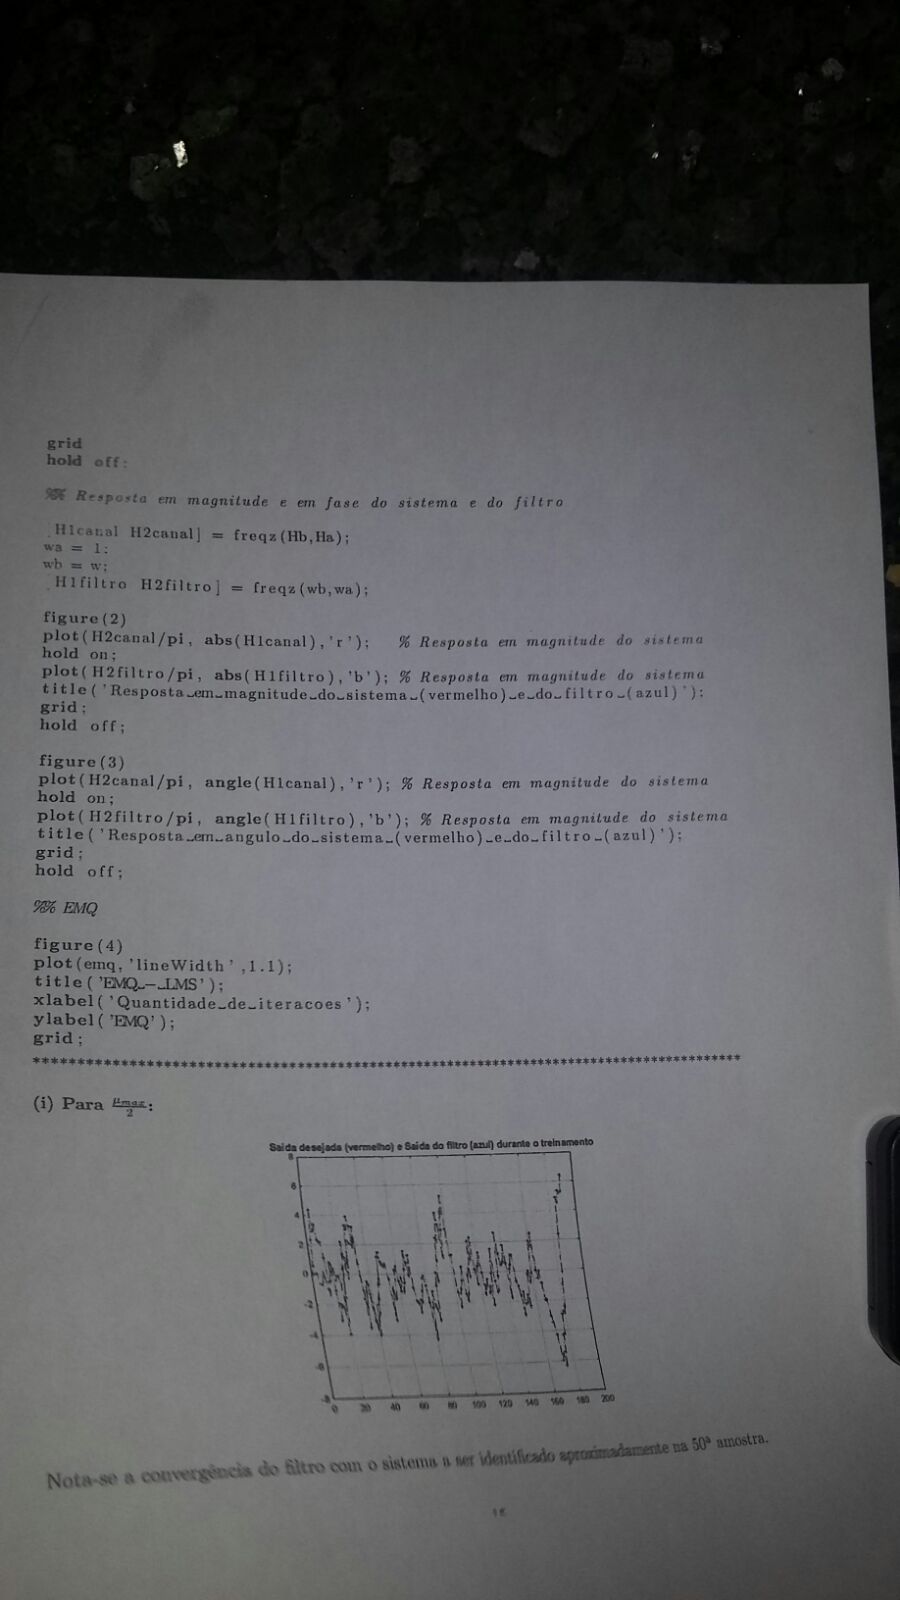 grid
hold off;
%% Resposta em magnitude e em fase do sistema e do filtro
[H1canal H2canal] = freqz(Hb,Ha);
wa = 1;
wb = w;
[H1filtro H2filtro] = freqz(wb,wa);
figure(2)
plot(H2canal/pi, abs(H1canal),'r'); % Resposta em magnitude do sistema
hold on;
plot(H2filtro/pi, abs(H1filtro),'b'); % Resposta em magnitude do sistema
title('Resposta_em_magnitude_do_sistema_(vermelho)_e_do_filtro_(azul)');
grid;
hold off;
figure(3)
plot(H2canal/pi, angle(H1canal),'r'); % Resposta em magnitude do sistema
hold on;
plot(H2filtro/pi, angle(H1filtro),'b'); % Resposta em magnitude do sistema
title('Resposta_em_angulo_do_sistema_(vermelho)_e_do_filtro_(azul)');
grid;
hold off;
%% EMQ
figure(4)
plot(emq,'lineWidth',1.1);
title('EMQ_-_LMS');
xlabel('Quantidade_de_iteracoes');
ylabel('EMQ');
grid;
(i) Para μmax/2:
Saída desejada (vermelho) e Saída do filtro (azul) durante o treinamento
8
6
4
2
0
-2
-4
-6
-8
0 20 40 60 80 100 120 140 160 180 200
Nota-se a convergência do filtro com o sistema a ser identificado aproximadamente na 50ª amostra.